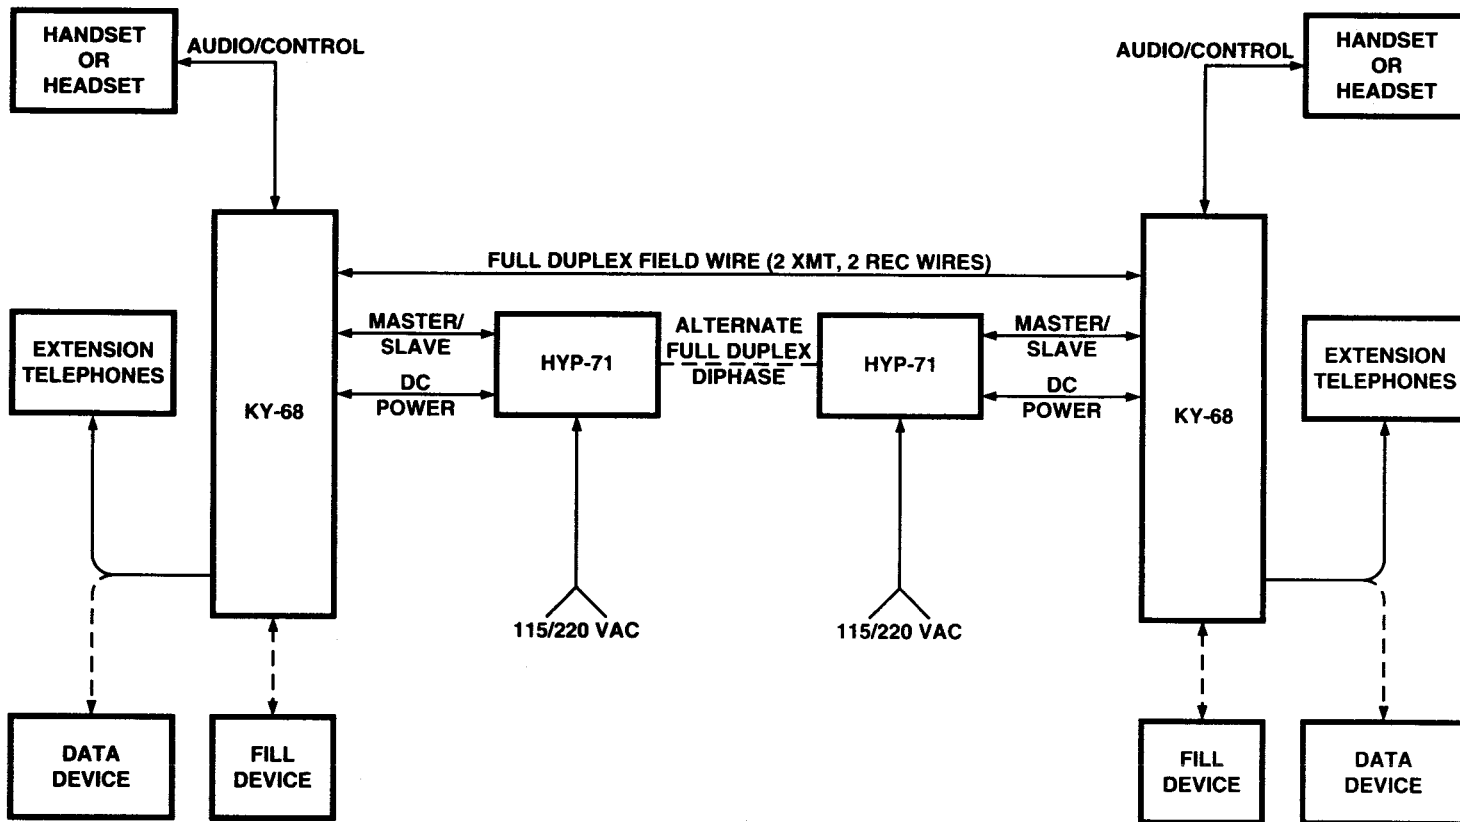 HANDSET
OR
HEADSET
AUDIO/CONTROL
AUDIO/CONTROL
HANDSET
OR
HEADSET
FULL DUPLEX FIELD WIRE (2 XMT, 2 REC WIRES)
EXTENSION
TELEPHONES
KY-68
MASTER/
SLAVE
DC
POWER
HYP-71
ALTERNATE
FULL DUPLEX
DIPHASE
HYP-71
MASTER/
SLAVE
DC
POWER
KY-68
EXTENSION
TELEPHONES
115/220 VAC
115/220 VAC
DATA
DEVICE
FILL
DEVICE
FILL
DEVICE
DATA
DEVICE